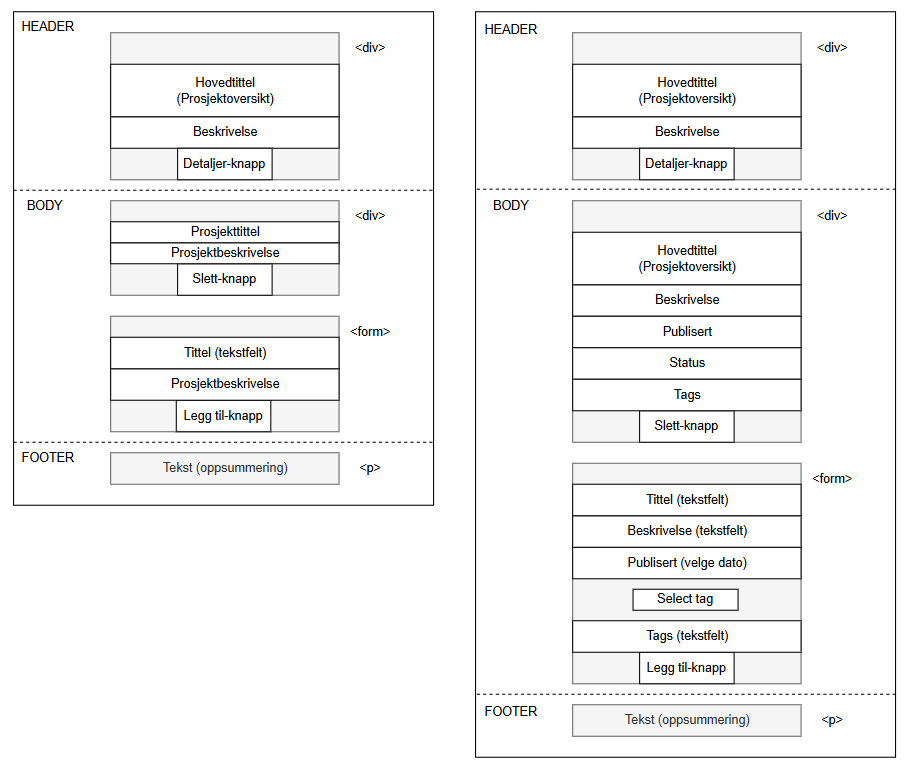 HEADER
<div>
Hovedtittel
(Prosjektoversikt)
Beskrivelse
Detaljer-knapp
BODY
<div>
Prosjekttittel
Prosjektbeskrivelse
Slett-knapp
<form>
Tittel (tekstfelt)
Prosjektbeskrivelse
Legg til-knapp
FOOTER
Tekst (oppsummering)
<p>
HEADER
<div>
Hovedtittel
(Prosjektoversikt)
Beskrivelse
Detaljer-knapp
BODY
<div>
Hovedtittel
(Prosjektoversikt)
Beskrivelse
Publisert
Status
Tags
Slett-knapp
<form>
Tittel (tekstfelt)
Beskrivelse (tekstfelt)
Publisert (velge dato)
Select tag
Tags (tekstfelt)
Legg til-knapp
FOOTER
Tekst (oppsummering)
<p>